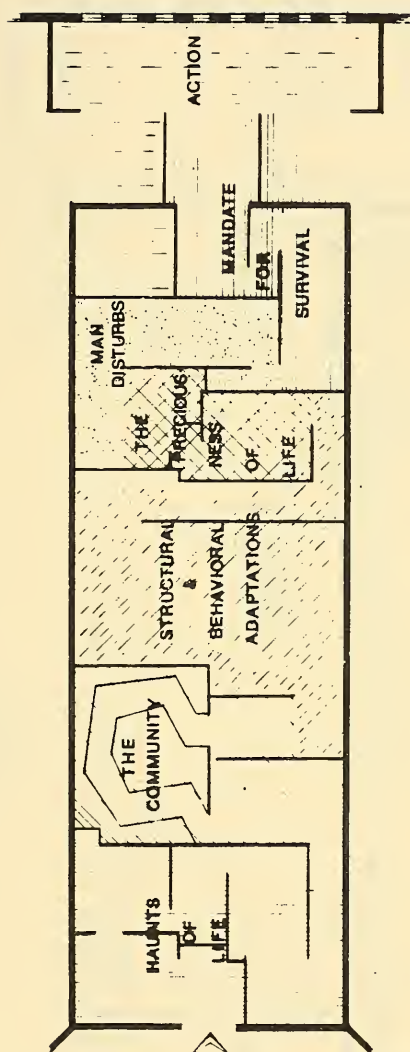 HAUNTS
OF
LIFE
THE
COMMUNITY
STRUCTURAL
&
BEHAVIORAL
ADAPTATIONS
THE
PRECIOUS
NESS
OF
LIFE
MAN
DISTURBS
MANDATE
FOR
SURVIVAL
ACTION